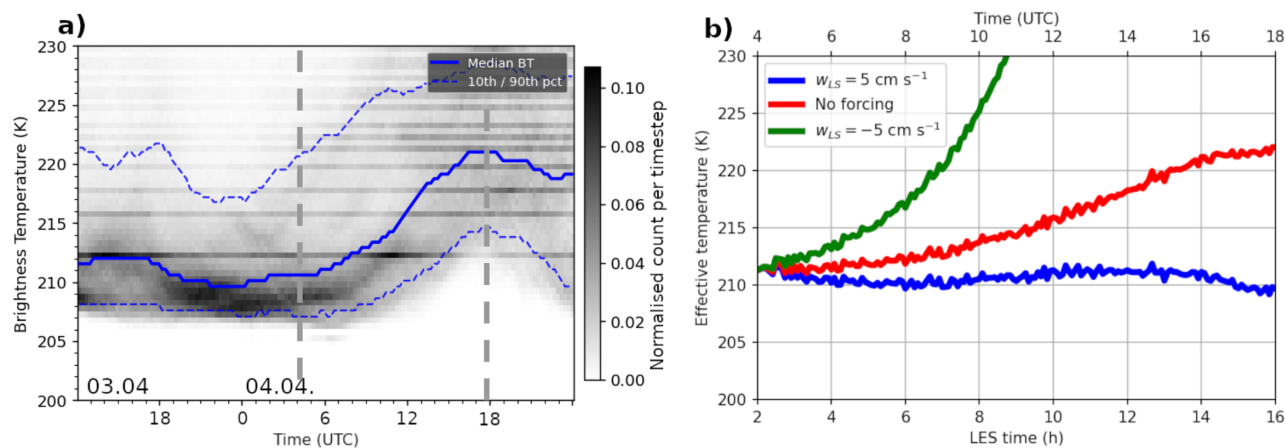 a)
230
225
220
215
210
205
200
Brightness Temperature (K)
Median BT
10th / 90th pct
03.04
04.04.
18
0
6
12
18
Time (UTC)
0.10
0.08
0.06
0.04
0.02
0.00
Normalised count per timestep
b)
Time (UTC)
4 6 8 10 12 14 16 18
230
225
220
215
210
205
200
Effective temperature (K)
w_LS = 5 cm s⁻¹
No forcing
w_LS = −5 cm s⁻¹
2 4 6 8 10 12 14 16
LES time (h)